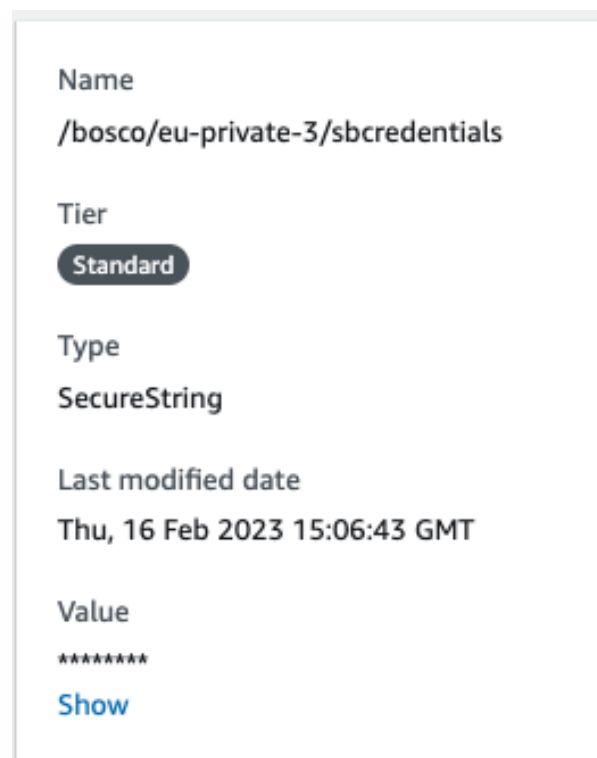 Name
/bosco/eu-private-3/sbcredentials
Tier
Standard
Type
SecureString
Last modified date
Thu, 16 Feb 2023 15:06:43 GMT
Value
********
Show